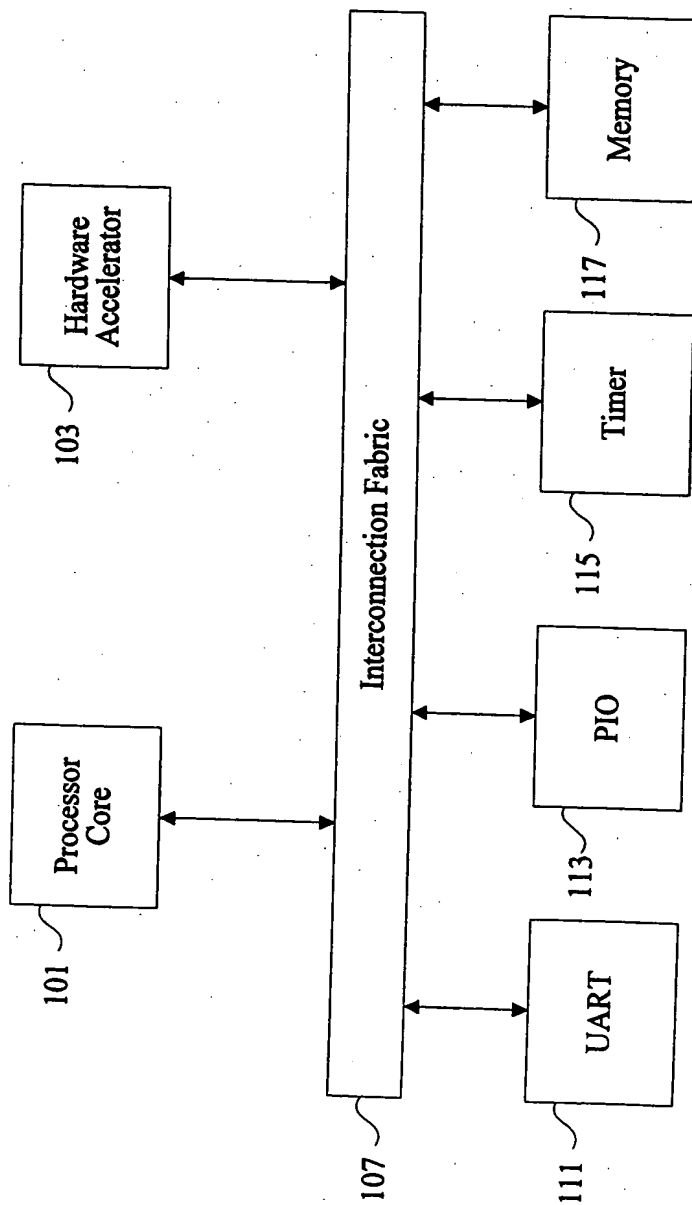 Processor
Core
101
Hardware
Accelerator
103
Interconnection Fabric
107
UART
111
PIO
113
Timer
115
Memory
117